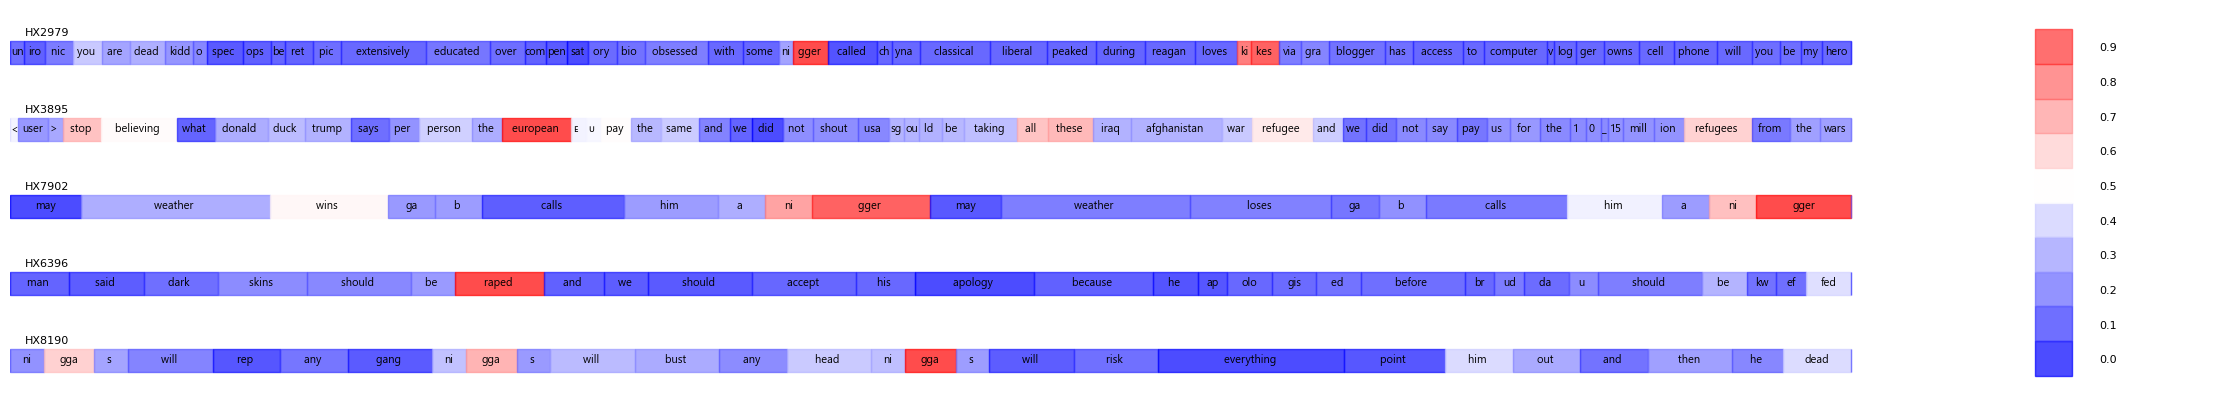 HX2979
un iro nic you are dead kidd o spec ops be ret pic extensively educated over com pen sat ory bio obsessed with some ni gger called ch yna classical liberal peaked during reagan loves ki kes via gra blogger has access to computer v log ger owns cell phone will you be my hero
HX3895
< user > stop believing what donald duck trump says per person the european E U pay the same and we did not shout usa sg ou ld be taking all these iraq afghanistan war refugee and we did not say pay us for the 1 0 _ 15 mill ion refugees from the wars
HX7902
may weather wins ga b calls him a ni gger may weather loses ga b calls him a ni gger
HX6396
man said dark skins should be raped and we should accept his apology because he ap olo gis ed before br ud da u should be kw ef fed
HX8190
ni gga s will rep any gang ni gga s will bust any head ni gga s will risk everything point him out and then he dead
0.9
0.8
0.7
0.6
0.5
0.4
0.3
0.2
0.1
0.0